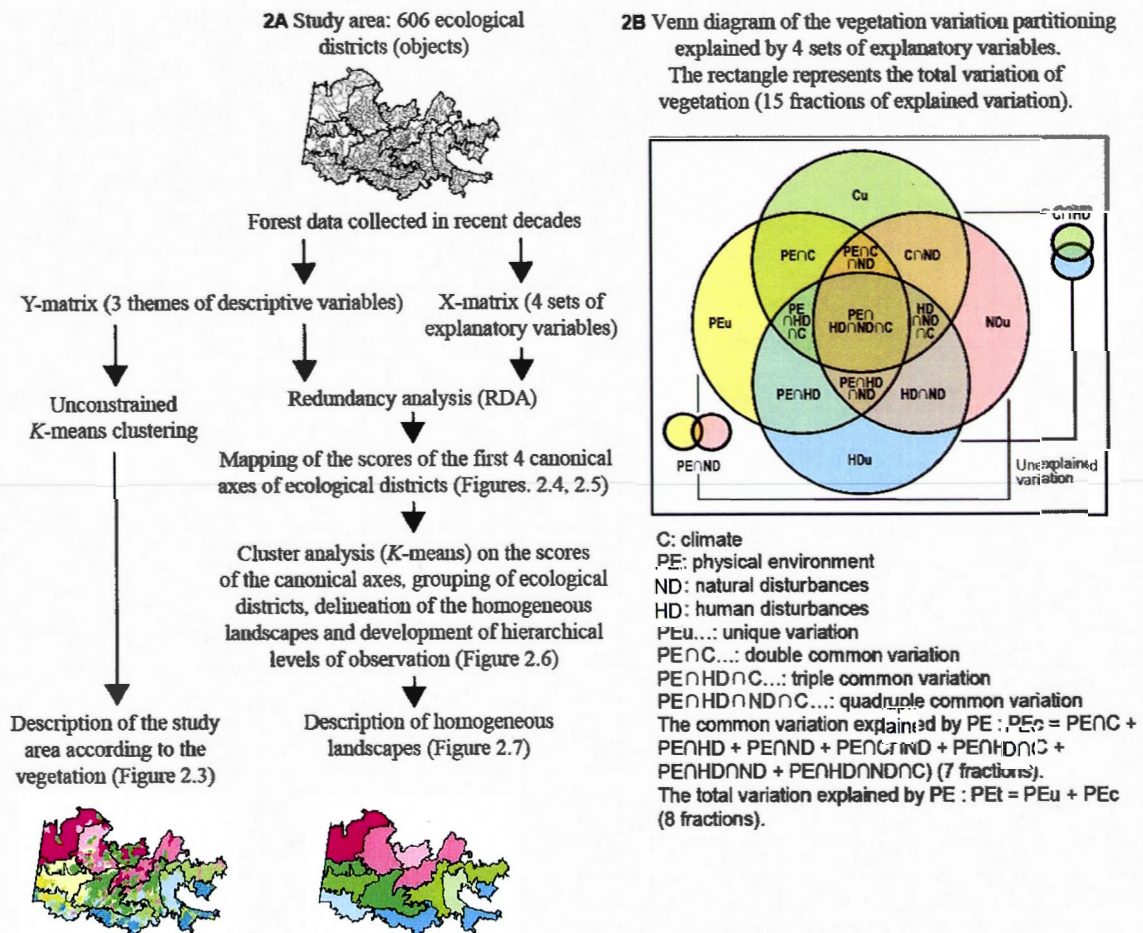 2A Study area: 606 ecological
districts (objects)
Forest data collected in recent decades
Y-matrix (3 themes of descriptive variables)
X-matrix (4 sets of
explanatory variables)
Unconstrained
K-means clustering
Redundancy analysis (RDA)
Mapping of the scores of the first 4 canonical
axes of ecological districts (Figures. 2.4, 2.5)
Cluster analysis (K-means) on the scores
of the canonical axes, grouping of ecological
districts, delineation of the homogeneous
landscapes and development of hierarchical
levels of observation (Figure 2.6)
Description of the study
area according to the
vegetation (Figure 2.3)
Description of homogeneous
landscapes (Figure 2.7)
2B Venn diagram of the vegetation variation partitioning
explained by 4 sets of explanatory variables.
The rectangle represents the total variation of
vegetation (15 fractions of explained variation).
Cu
C∩HD
PE∩C
PE∩C
∩ND
C∩ND
PEu
PE
∩HD
∩C
PE∩
HD∩ND∩C
HD
∩ND
∩C
NDu
PE∩HD
PE∩HD
∩ND
HD∩ND
PE∩ND
HDu
Unexplained
variation
C: climate
PE: physical environment
ND: natural disturbances
HD: human disturbances
PEu...: unique variation
PE∩C...: double common variation
PE∩HD∩C...: triple common variation
PE∩HD∩ND∩C...: quadruple common variation
The common variation explained by PE : PEc = PE∩C +
PE∩HD + PE∩ND + PE∩C∩ND + PE∩HD∩C +
PE∩HD∩ND + PE∩HD∩ND∩C) (7 fractions).
The total variation explained by PE : PEt = PEu + PEc
(8 fractions).